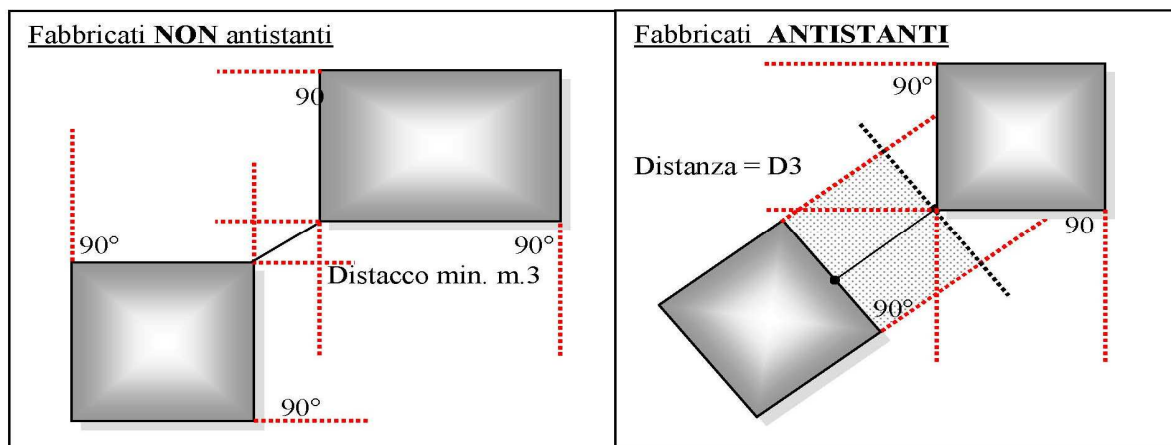 Fabbricati NON antistanti
90
90°
90°
Distacco min. m.3
90°
Fabbricati ANTISTANTI
90°
Distanza = D3
90
90°